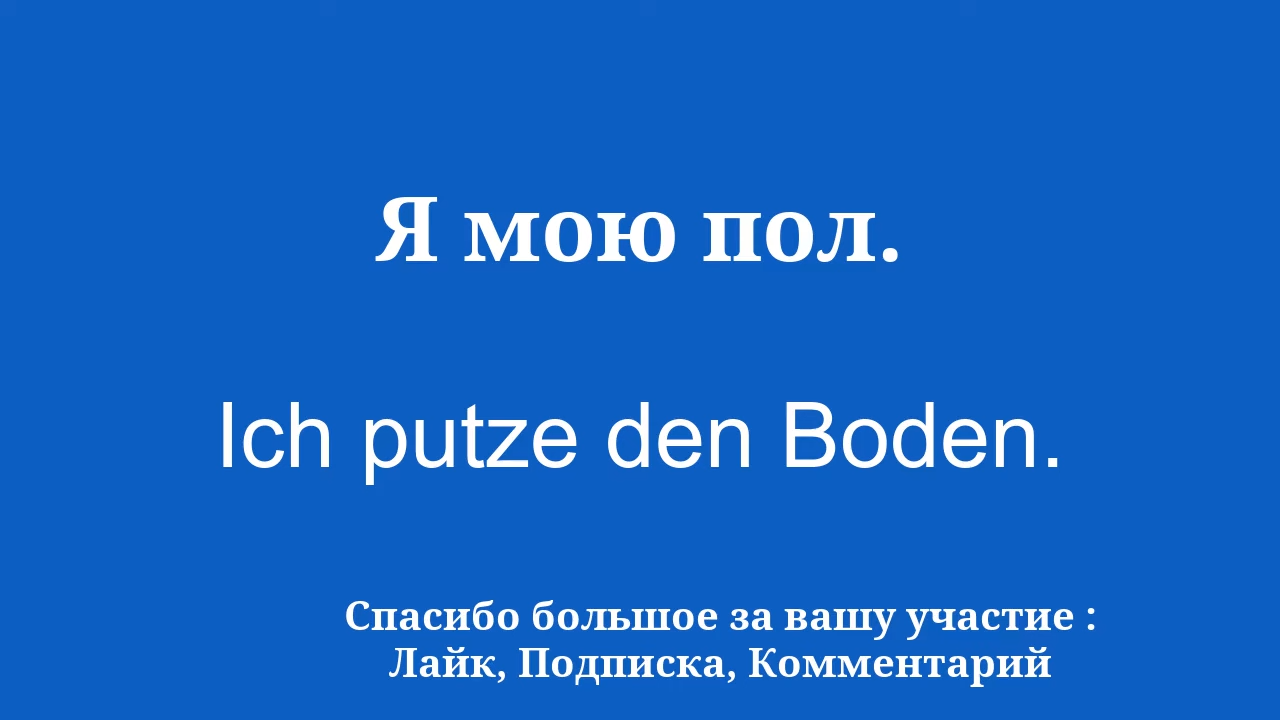 Я мою пол.
Ich putze den Boden.
Спасибо большое за вашу участие :
Лайк, Подписка, Комментарий